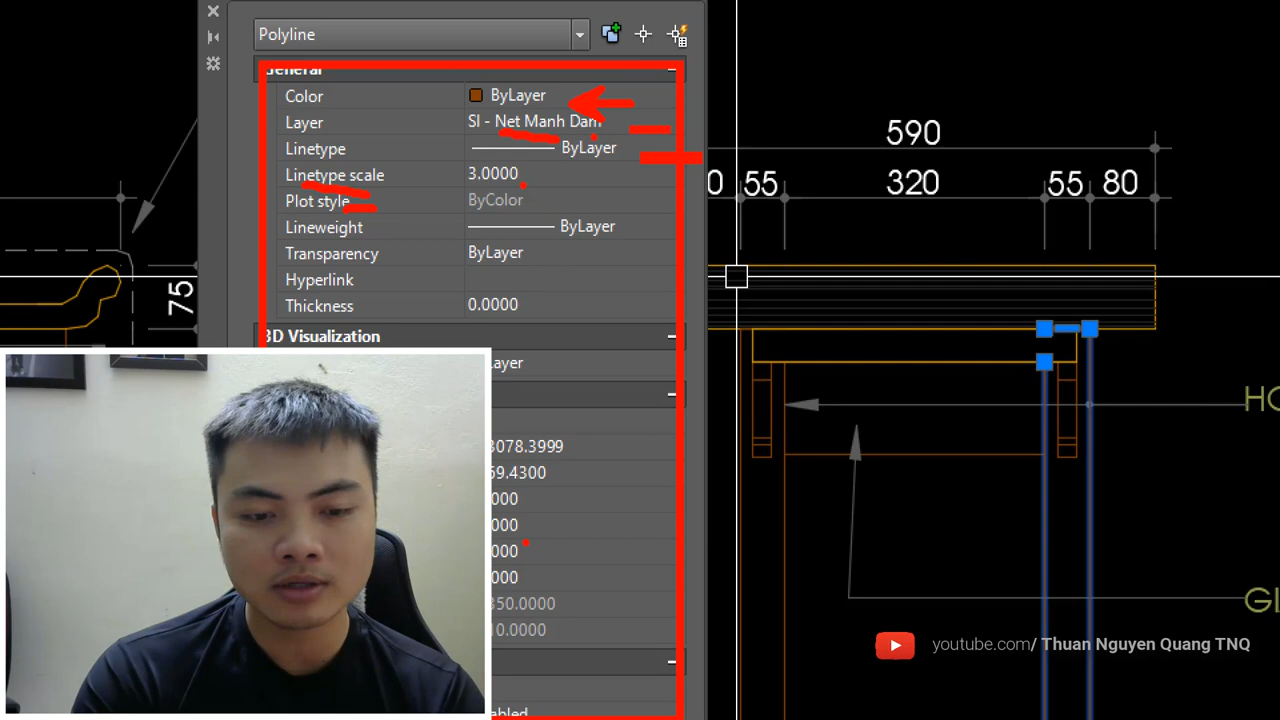 Polyline
General
Color ByLayer
Layer SI - Net Manh Dam
Linetype ByLayer
Linetype scale 3.0000
Plot style ByColor
Lineweight ByLayer
Transparency ByLayer
Hyperlink
Thickness 0.0000
3D Visualization
590
55
320
55
80
75
youtube.com/ Thuan Nguyen Quang TNQ